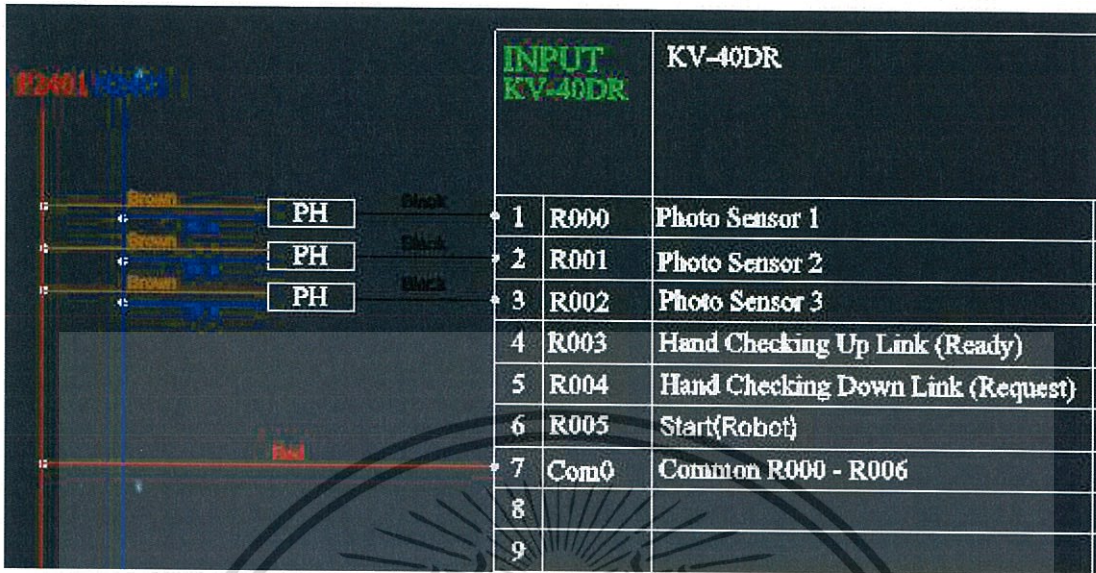 P2401
INPUT
KV-40DR
KV-40DR
Brown PH Black 1 R000 Photo Sensor 1
Brown PH Black 2 R001 Photo Sensor 2
Brown PH Black 3 R002 Photo Sensor 3
4 R003 Hand Checking Up Link (Ready)
5 R004 Hand Checking Down Link (Request)
6 R005 Start(Robot)
Red 7 Com0 Common R000 - R006
8
9